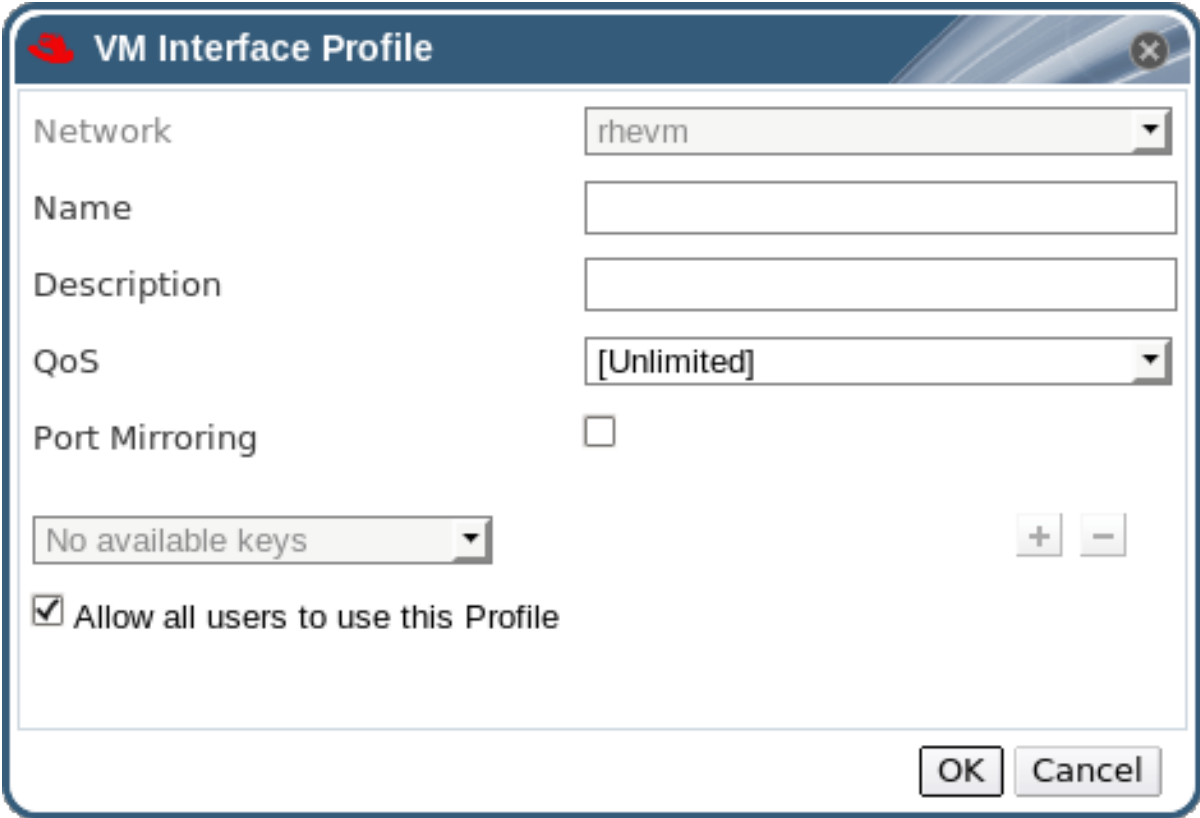 VM Interface Profile
Network rhevm
Name
Description
QoS [Unlimited]
Port Mirroring
No available keys + −
Allow all users to use this Profile
OK Cancel